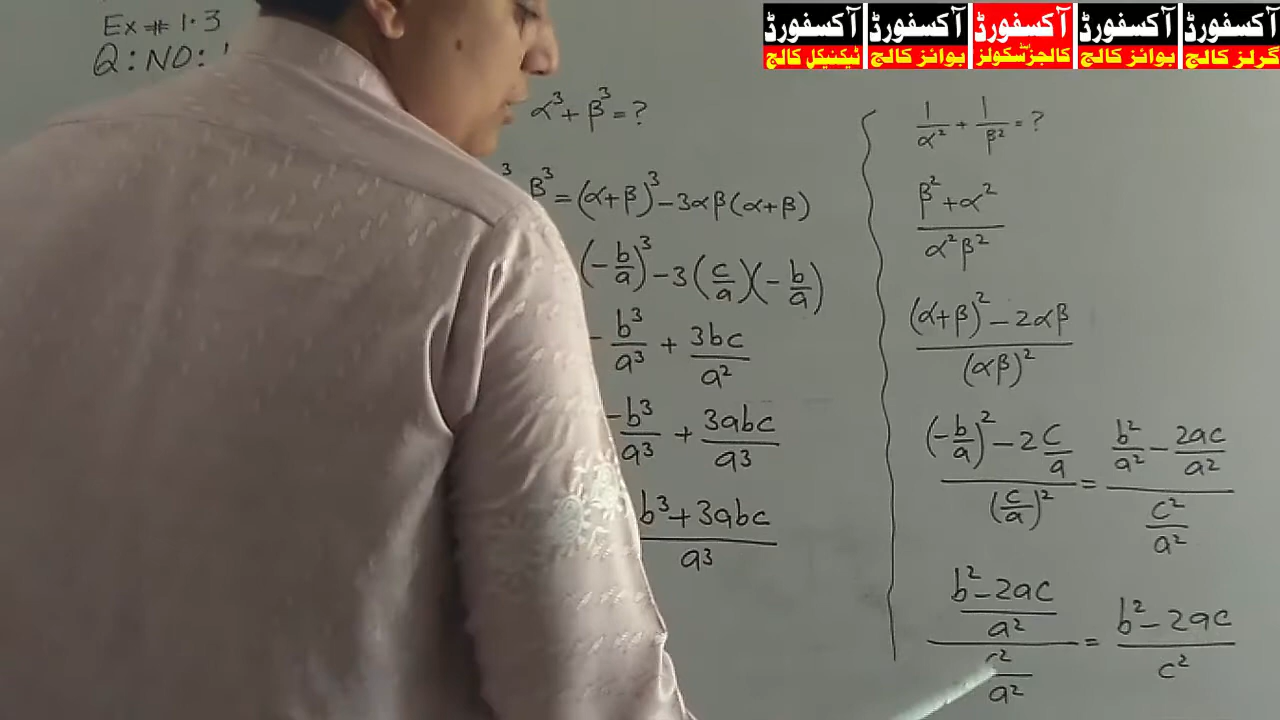 آکسفورڈ آکسفورڈ آکسفورڈ آکسفورڈ آکسفورڈ
گرلز کالج بوائز کالج کالجز سکولز بوائز کالج ٹیکنیکل کالج
Ex # 1.3
Q: NO:
α³ + β³ = ?
³ β³ = (α+β)³ - 3αβ(α+β)
(-b/a)³ - 3(c/a)(-b/a)
- b³/a³ + 3bc/a²
-b³/a³ + 3abc/a³
b³ + 3abc / a³
1/α² + 1/β² = ?
β² + α² / α²β²
(α+β)² - 2αβ / (αβ)²
(-b/a)² - 2 c/a / (c/a)² = b²/a² - 2ac/a² / c²/a²
b² - 2ac/a² / c²/a² = b² - 2ac / c²